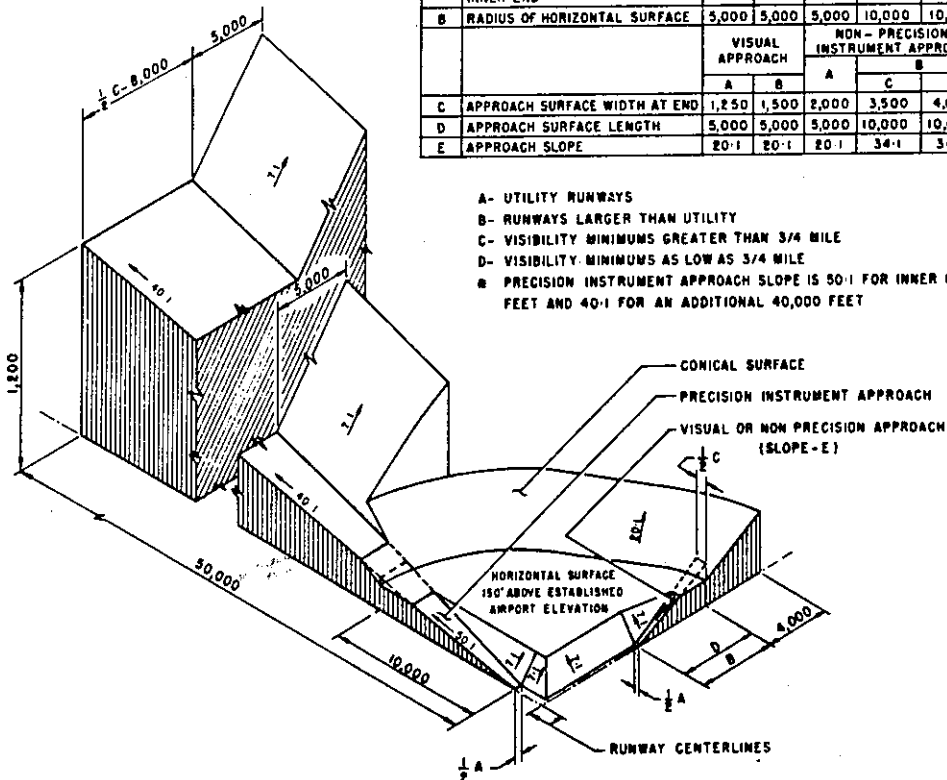 B RADIUS OF HORIZONTAL SURFACE 5,000 5,000 5,000 10,000
VISUAL APPROACH
NON-PRECISION
INSTRUMENT
A B A B
C
C APPROACH SURFACE WIDTH AT END 1,250 1,500 2,000 3,500
D APPROACH SURFACE LENGTH 5,000 5,000 5,000 10,000
E APPROACH SLOPE 20:1 20:1 20:1 34:1
A- UTILITY RUNWAYS
B- RUNWAYS LARGER THAN UTILITY
C- VISIBILITY MINIMUMS GREATER THAN 3/4 MILE
D- VISIBILITY MINIMUMS AS LOW AS 3/4 MILE
* PRECISION INSTRUMENT APPROACH SLOPE IS 50:1 FOR INNER
FEET AND 40:1 FOR AN ADDITIONAL 40,000 FEET
5,000
1/2 C-8,000
7:1
40:1
5,000
1,200
7:1
40:1
CONICAL SURFACE
PRECISION INSTRUMENT APPROACH
VISUAL OR NON PRECISION APPROACH
(SLOPE-E)
1/2 C
20:1
50,000
HORIZONTAL SURFACE
150' ABOVE ESTABLISHED
AIRPORT ELEVATION
50:1
7:1
7:1
7:1
7:1
10,000
4,000
D
B
1/2 A
RUNWAY CENTERLINES
1/2 A